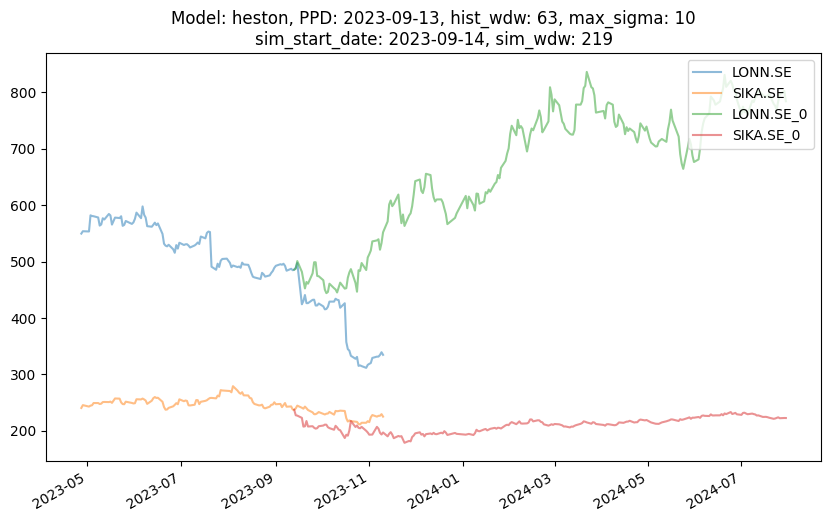 Model: heston, PPD: 2023-09-13, hist_wdw: 63, max_sigma: 10
sim_start_date: 2023-09-14, sim_wdw: 219
LONN.SE
SIKA.SE
LONN.SE_0
SIKA.SE_0
800
700
600
500
400
300
200
2023-05
2023-07
2023-09
2023-11
2024-01
2024-03
2024-05
2024-07